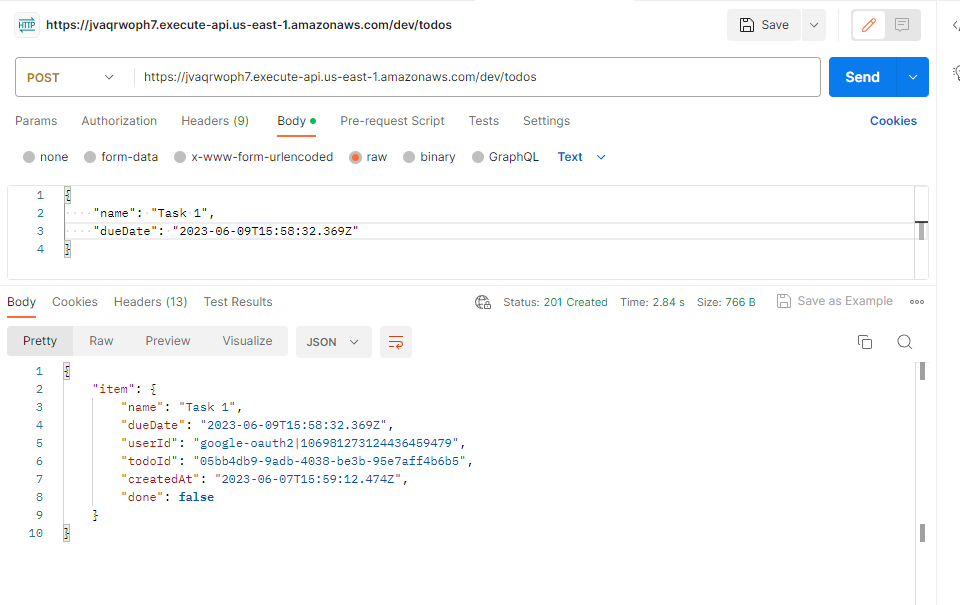 HTTP https://jvaqrwoph7.execute-api.us-east-1.amazonaws.com/dev/todos Save
POST https://jvaqrwoph7.execute-api.us-east-1.amazonaws.com/dev/todos Send
Params Authorization Headers (9) Body Pre-request Script Tests Settings Cookies
none form-data x-www-form-urlencoded raw binary GraphQL Text
1 {
2 "name": "Task 1",
3 "dueDate": "2023-06-09T15:58:32.369Z"
4 }
Body Cookies Headers (13) Test Results Status: 201 Created Time: 2.84 s Size: 766 B Save as Example
Pretty Raw Preview Visualize JSON
1 {
2 "item": {
3 "name": "Task 1",
4 "dueDate": "2023-06-09T15:58:32.369Z",
5 "userId": "google-oauth2|106981273124436459479",
6 "todoId": "05bb4db9-9adb-4038-be3b-95e7aff4b6b5",
7 "createdAt": "2023-06-07T15:59:12.474Z",
8 "done": false
9 }
10 }